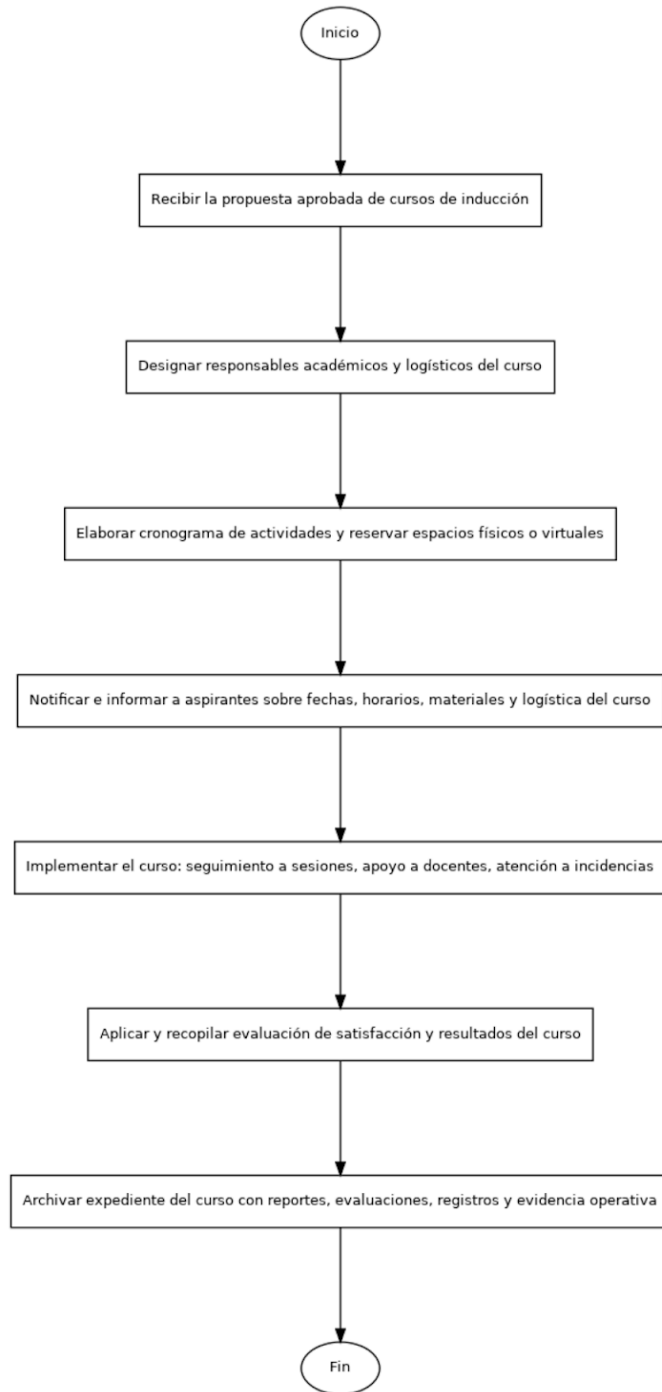 Inicio
Recibir la propuesta aprobada de cursos de inducción
Designar responsables académicos y logísticos del curso
Elaborar cronograma de actividades y reservar espacios físicos o virtuales
Notificar e informar a aspirantes sobre fechas, horarios, materiales y logística del curso
Implementar el curso: seguimiento a sesiones, apoyo a docentes, atención a incidencias
Aplicar y recopilar evaluación de satisfacción y resultados del curso
Archivar expediente del curso con reportes, evaluaciones, registros y evidencia operativa
Fin